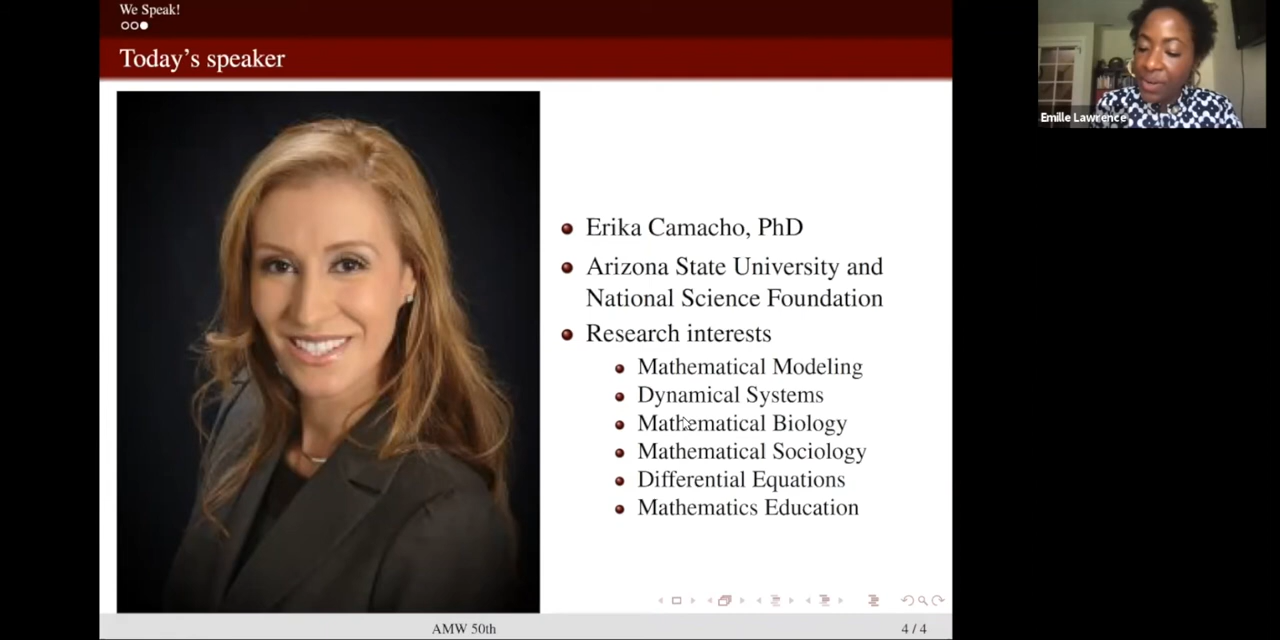 We Speak!
Today's speaker
Emille Lawrence
Erika Camacho, PhD
Arizona State University and
National Science Foundation
Research interests
Mathematical Modeling
Dynamical Systems
Mathematical Biology
Mathematical Sociology
Differential Equations
Mathematics Education
AMW 50th
4 / 4